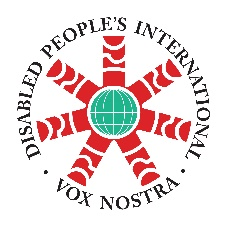 DISABLED PEOPLE'S INTERNATIONAL
· VOX NOSTRA ·